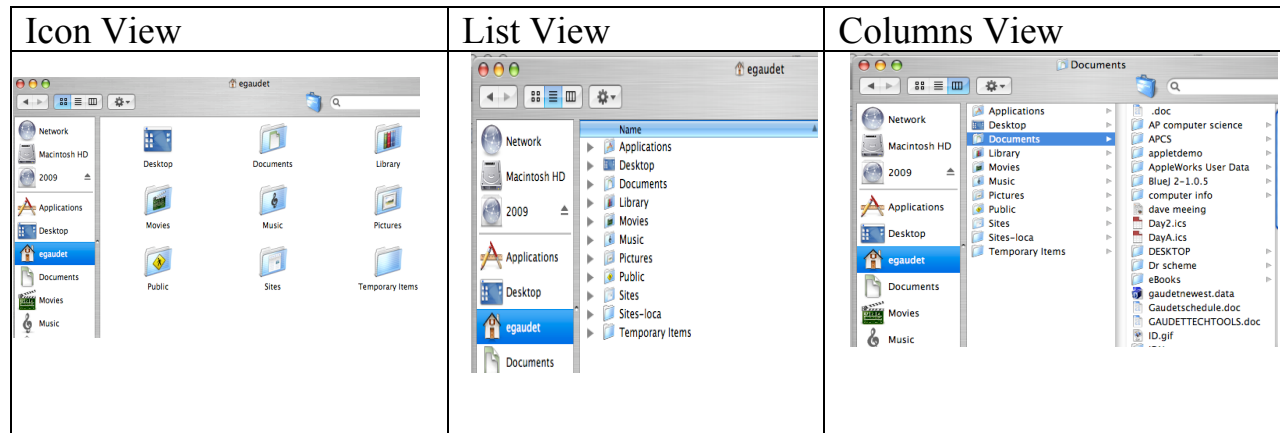 Icon View
egaudet
Network
Macintosh HD
2009
Applications
Desktop
egaudet
Documents
Movies
Music
Desktop
Documents
Library
Movies
Music
Pictures
Public
Sites
Temporary Items
List View
egaudet
Network
Macintosh HD
2009
Applications
Desktop
egaudet
Documents
Name
Applications
Desktop
Documents
Library
Movies
Music
Pictures
Public
Sites
Sites-loca
Temporary Items
Columns View
Documents
Network
Macintosh HD
2009
Applications
Desktop
egaudet
Documents
Movies
Music
Applications
Desktop
Documents
Library
Movies
Music
Pictures
Public
Sites
Sites-loca
Temporary Items
.doc
AP computer science
APCS
appletdemo
AppleWorks User Data
BlueJ 2-1.0.5
computer info
dave meeing
Day2.ics
DayA.ics
DESKTOP
Dr scheme
eBooks
gaudetnewest.data
Gaudetschedule.doc
GAUDETTECHTOOLS.doc
ID.gif